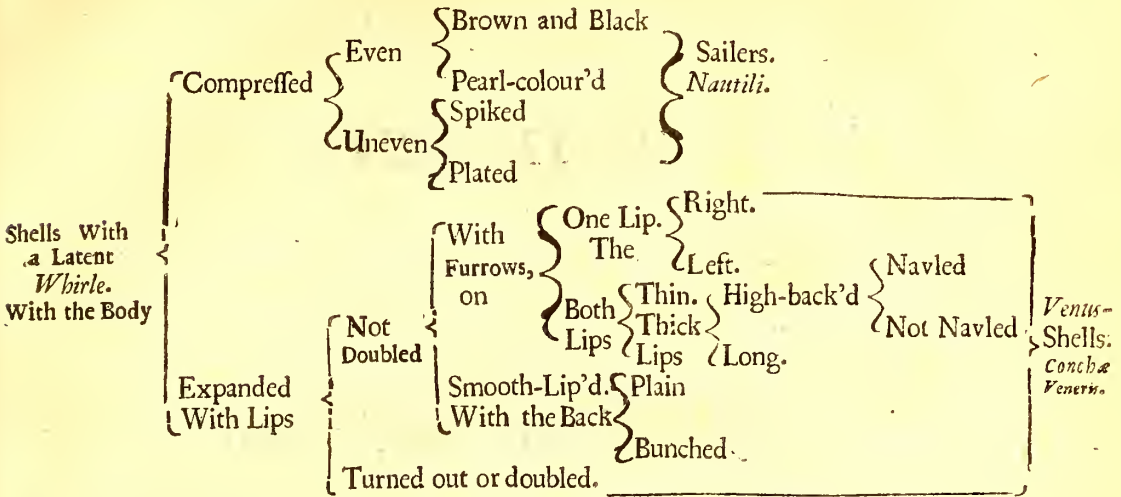 Brown and Black
Even
Sailers.
Compreſſed
Pearl-colour'd
Nautili.
Spiked
Uneven
Plated
Shells With
a Latent
Whirle.
With the Body
With
Furrows,
on
One Lip.
The
Right.
Left.
Both
Lips
Thin.
Thick
Lips
High-back'd
Long.
Navled
Not Navled
Venus-
Shells:
Conchæ
Veneris.
Not
Doubled
Expanded
With Lips
Smooth-Lip'd.
With the Back
Plain
Bunched.
Turned out or doubled.